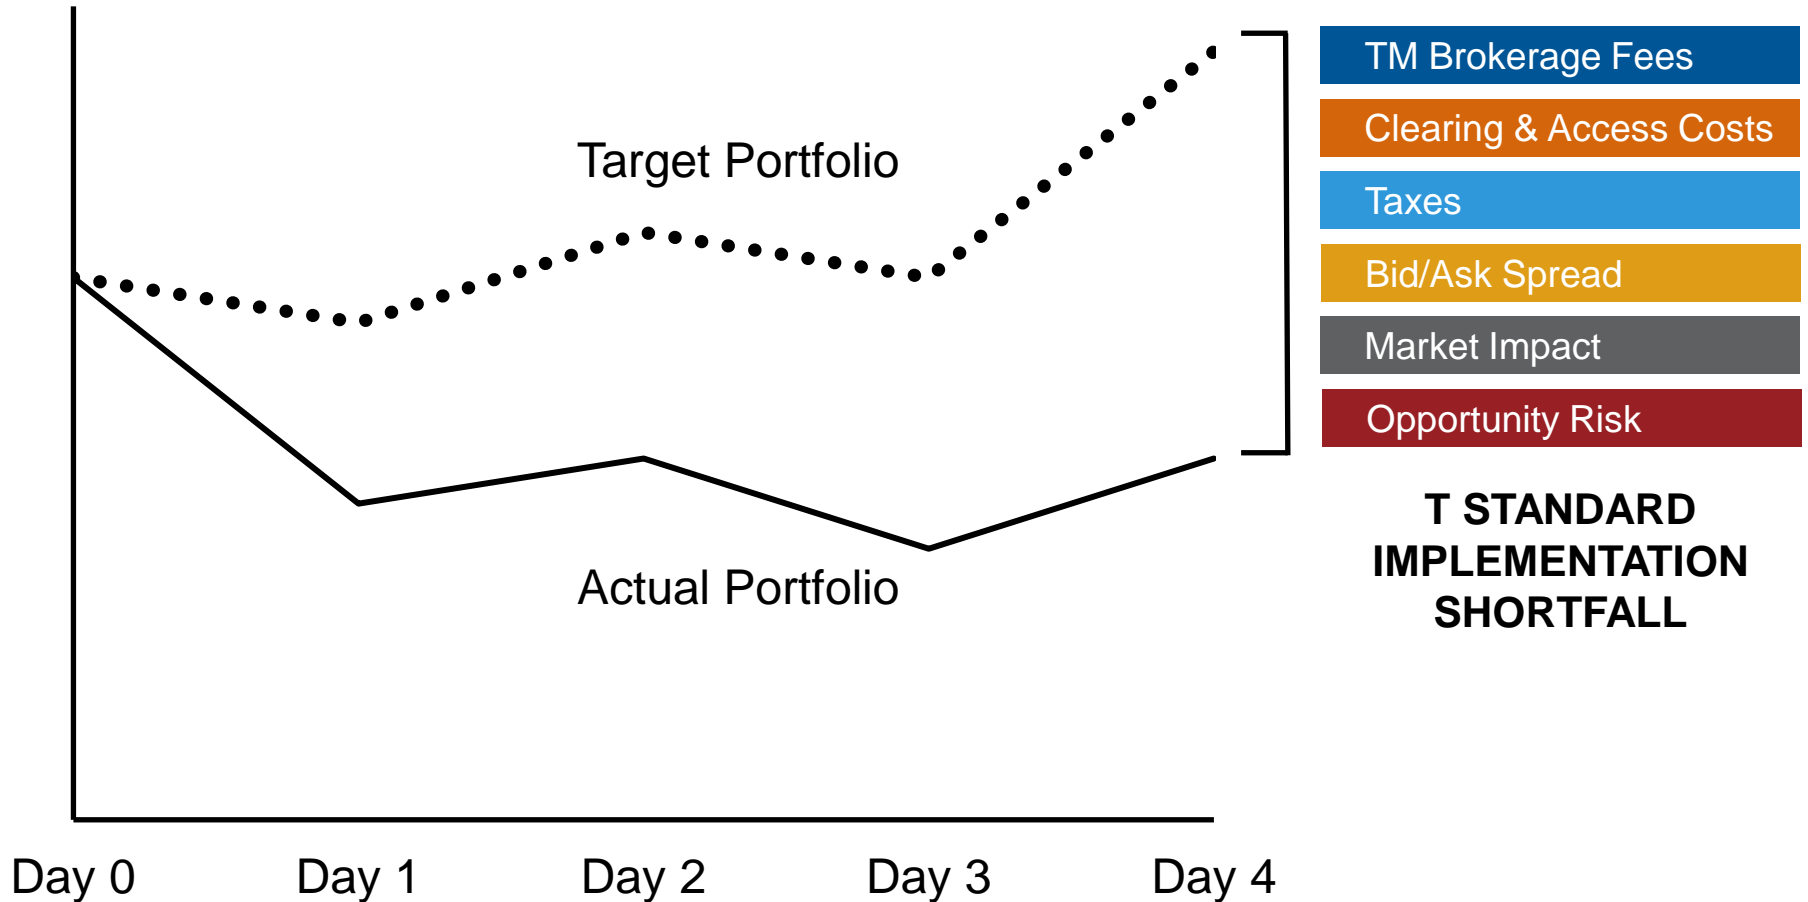 TM Brokerage Fees
Clearing & Access Costs
Taxes
Bid/Ask Spread
Market Impact
Opportunity Risk
T STANDARD
IMPLEMENTATION
SHORTFALL
Target Portfolio
Actual Portfolio
Day 0
Day 1
Day 2
Day 3
Day 4